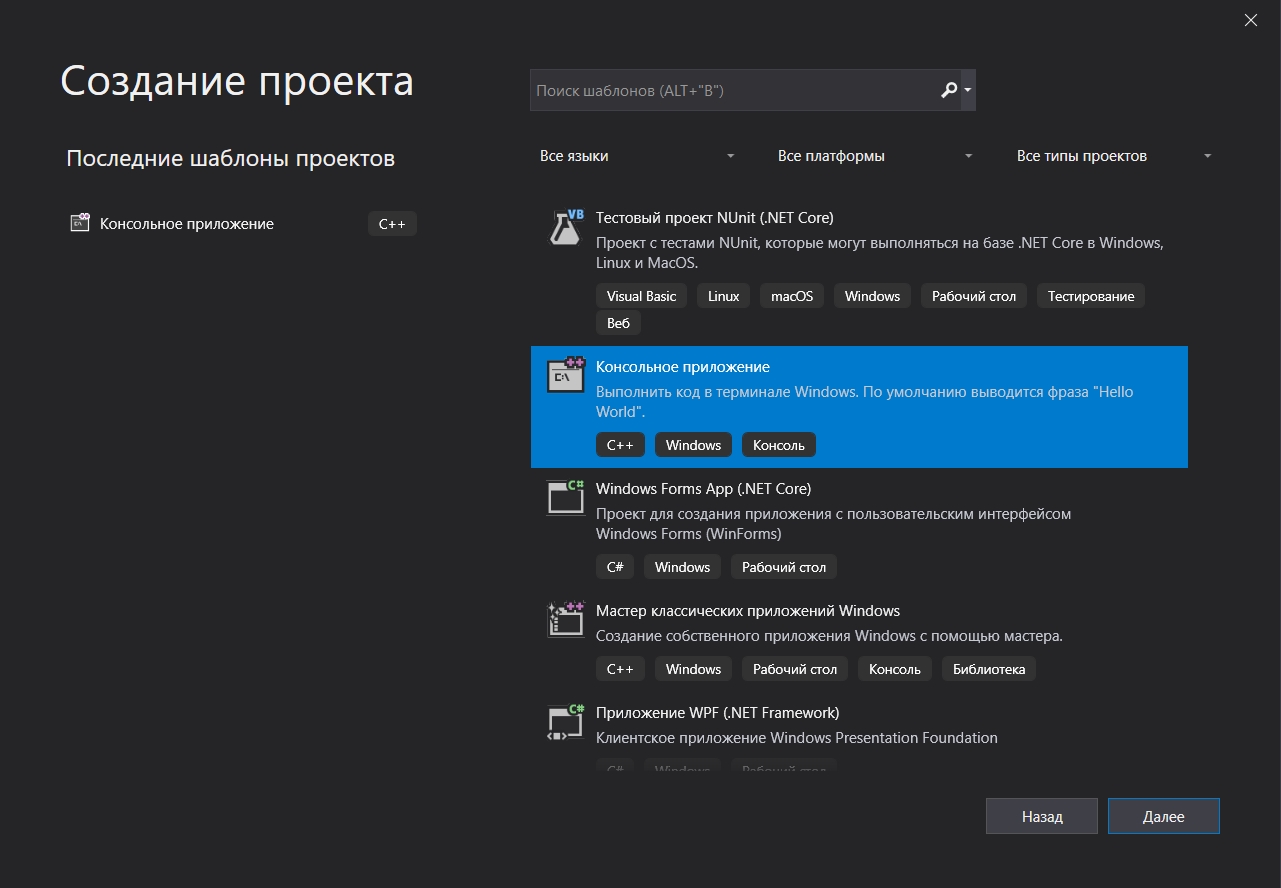 Создание проекта
Поиск шаблонов (ALT+"B")
Последние шаблоны проектов
Все языки
Все платформы
Все типы проектов
Консольное приложение
C++
VB
Тестовый проект NUnit (.NET Core)
Проект с тестами NUnit, которые могут выполняться на базе .NET Core в Windows,
Linux и MacOS.
Visual Basic
Linux
macOS
Windows
Рабочий стол
Тестирование
Веб
++
C:\
Консольное приложение
Выполнить код в терминале Windows. По умолчанию выводится фраза "Hello
World".
C++
Windows
Консоль
C#
Windows Forms App (.NET Core)
Проект для создания приложения с пользовательским интерфейсом
Windows Forms (WinForms)
C#
Windows
Рабочий стол
++
Мастер классических приложений Windows
Создание собственного приложения Windows с помощью мастера.
C++
Windows
Рабочий стол
Консоль
Библиотека
C#
Приложение WPF (.NET Framework)
Клиентское приложение Windows Presentation Foundation
C#
Windows
Рабочий стол
Назад
Далее